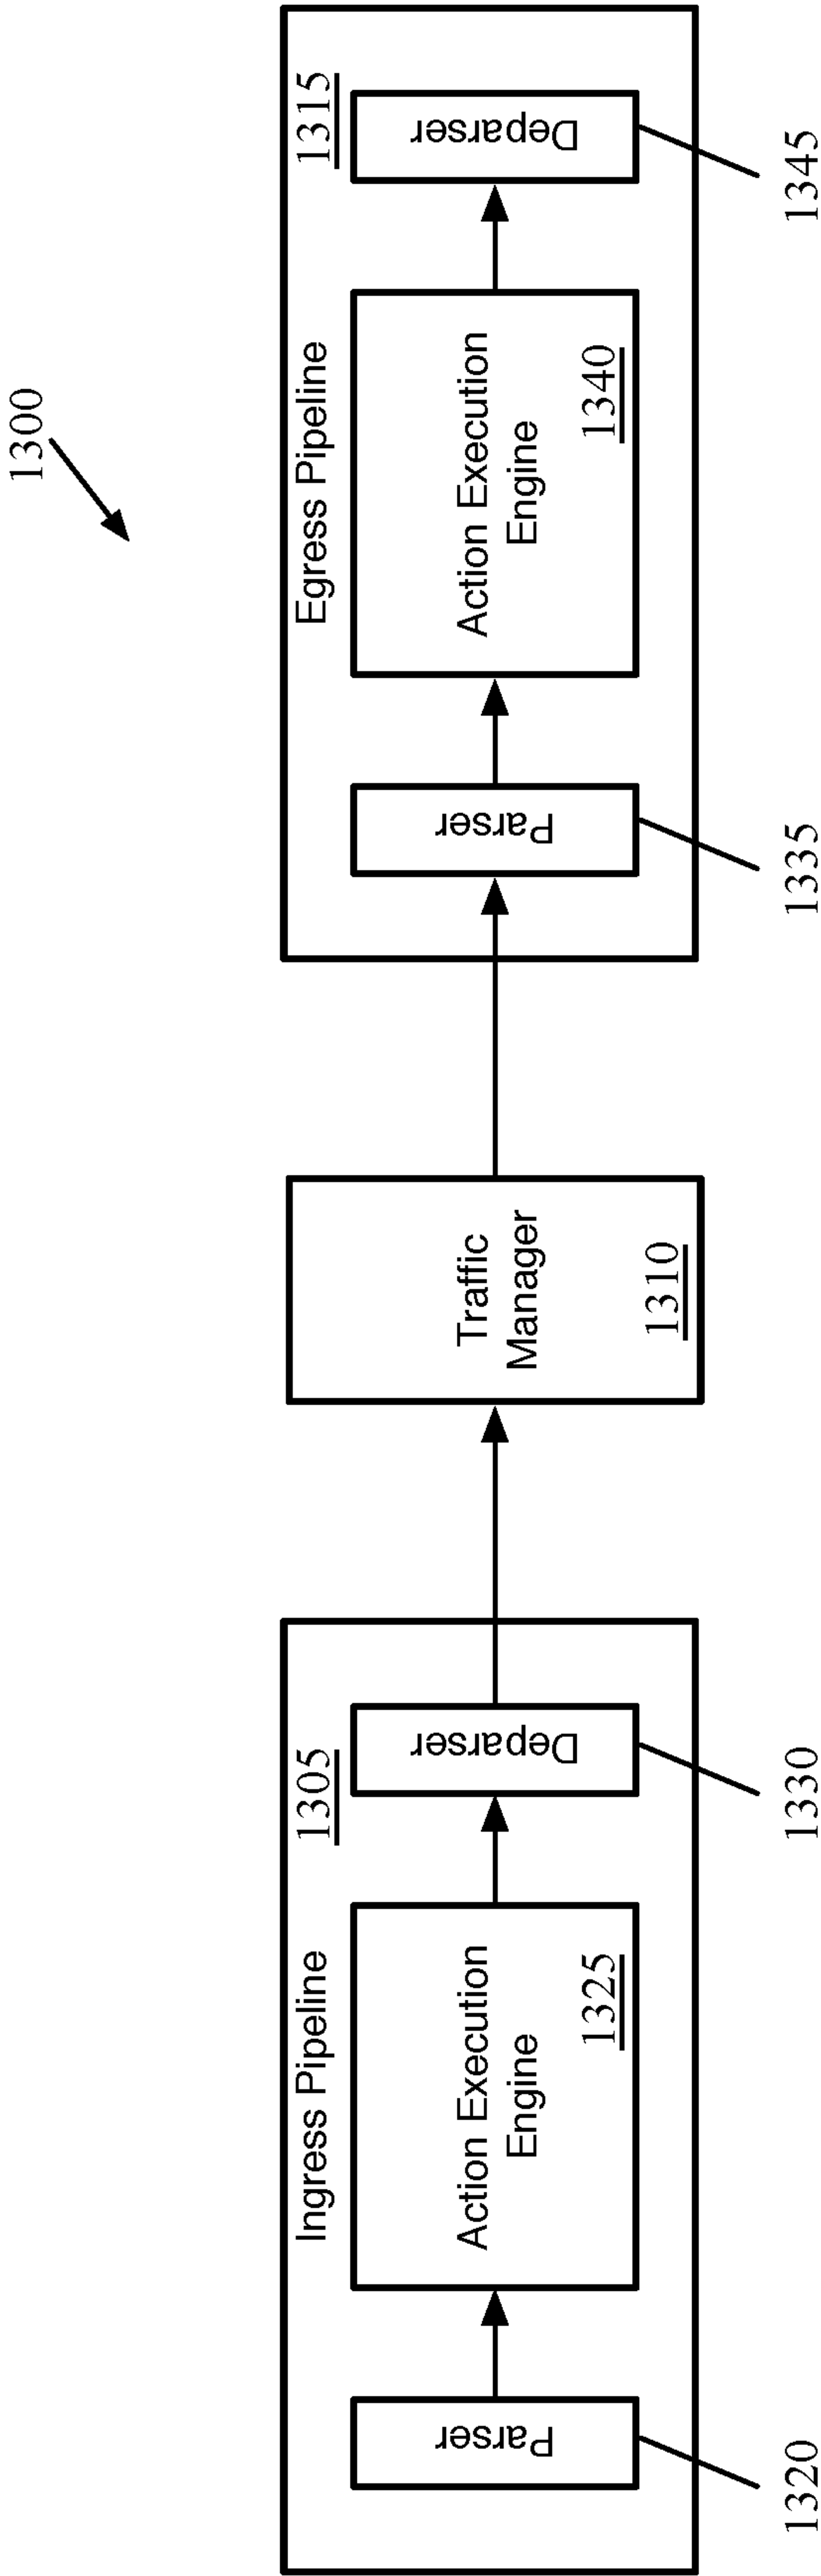 1300
Ingress Pipeline
1305
Parser
Action Execution
Engine
1325
Deparser
1320
1330
Traffic
Manager
1310
Egress Pipeline
1315
Parser
Action Execution
Engine
1340
Deparser
1335
1345